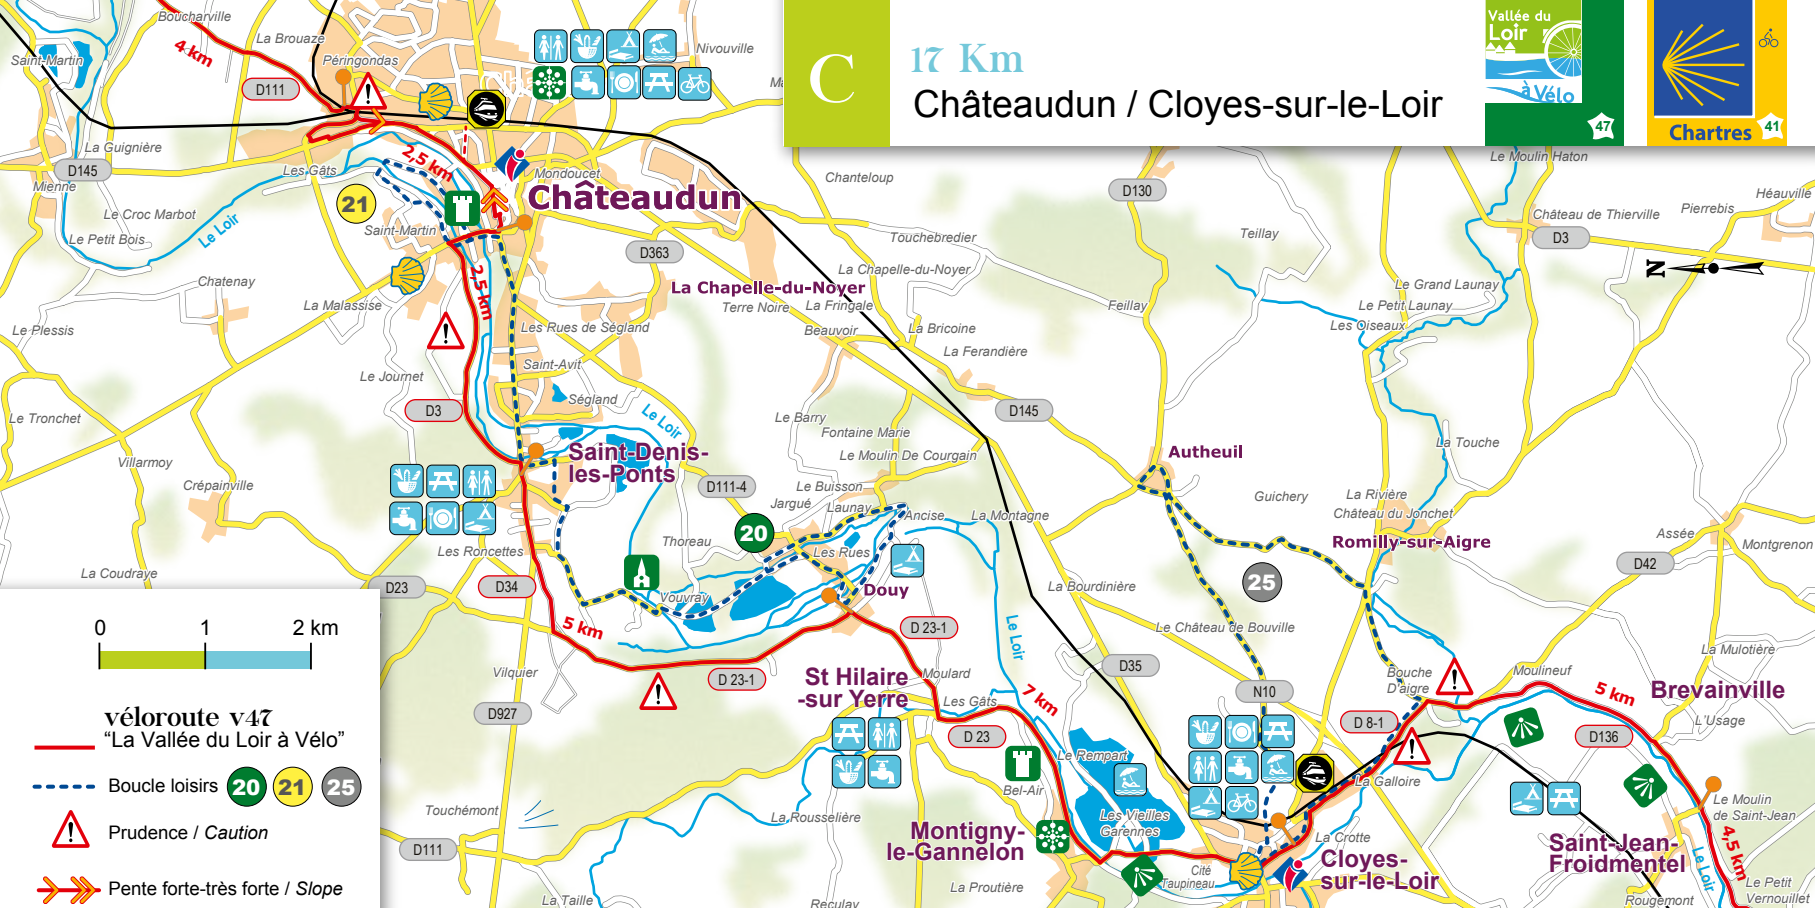 C
17 Km
Châteaudun / Cloyes-sur-le-Loir
Vallée du
Loir
à Vélo
47
Chartres
41
Boucharville
La Brouaze
Saint-Martin
4 km
Péringondas
Nivouville
D111
La Guignière
D145
Mienne
Les Gâts
2,5 km
Mondoucet
Châteaudun
21
Le Croc Marbot
Le Petit Bois
Le Loir
Saint-Martin
D363
Chanteloup
D130
Le Moulin Haton
Héauville
Château de Thierville
Pierrebis
D3
Teillay
Touchebredier
La Chapelle-du-Noyer
La Chapelle-du-Noyer
Terre Noire
La Fringale
Chatenay
2,5 km
La Malassise
Le Plessis
Les Rues de Ségland
Beauvoir
La Bricoine
Feillay
Le Grand Launay
Le Petit Launay
Les Oiseaux
N
La Ferandière
Saint-Avit
Le Journet
Ségland
D3
Le Loir
D145
Le Tronchet
Le Barry
Fontaine Marie
Le Moulin De Courgain
La Touche
Saint-Denis-
les-Ponts
Autheuil
Villarmoy
Crépainville
D111-4
Le Buisson
Jargué
Launay
Ancise
La Montagne
Guichery
La Rivière
Château du Jonchet
Romilly-sur-Aigre
Assée
Montgrenon
D42
20
Thoreau
Les Rues
Les Roncettes
La Coudraye
D23
D34
Vouvray
Douy
25
La Bourdinière
D 23-1
5 km
Le Loir
Le Château de Bouville
La Mulotière
Vilquier
D 23-1
St Hilaire
-sur Yerre
Moulard
D35
N10
Bouche
D'aigre
Moulineuf
5 km
Brevainville
D927
Les Gâts
7 km
D 23
D 8-1
L'Usage
D136
Le Rempart
Bel-Air
La Galloire
Touchémont
La Rousselière
Les Vieilles
Garennes
Le Moulin
de Saint-Jean
Montigny-
le-Gannelon
La Crotte
D111
Cloyes-
sur-le-Loir
Saint-Jean-
Froidmentel
4,5 km
Le Loir
Cité
Taupineau
La Proutière
Le Petit
Vernouillet
La Taille
Reculay
Rougemont
0 1 2 km
véloroute v47
“La Vallée du Loir à Vélo”
Boucle loisirs 20 21 25
Prudence / Caution
Pente forte-très forte / Slope